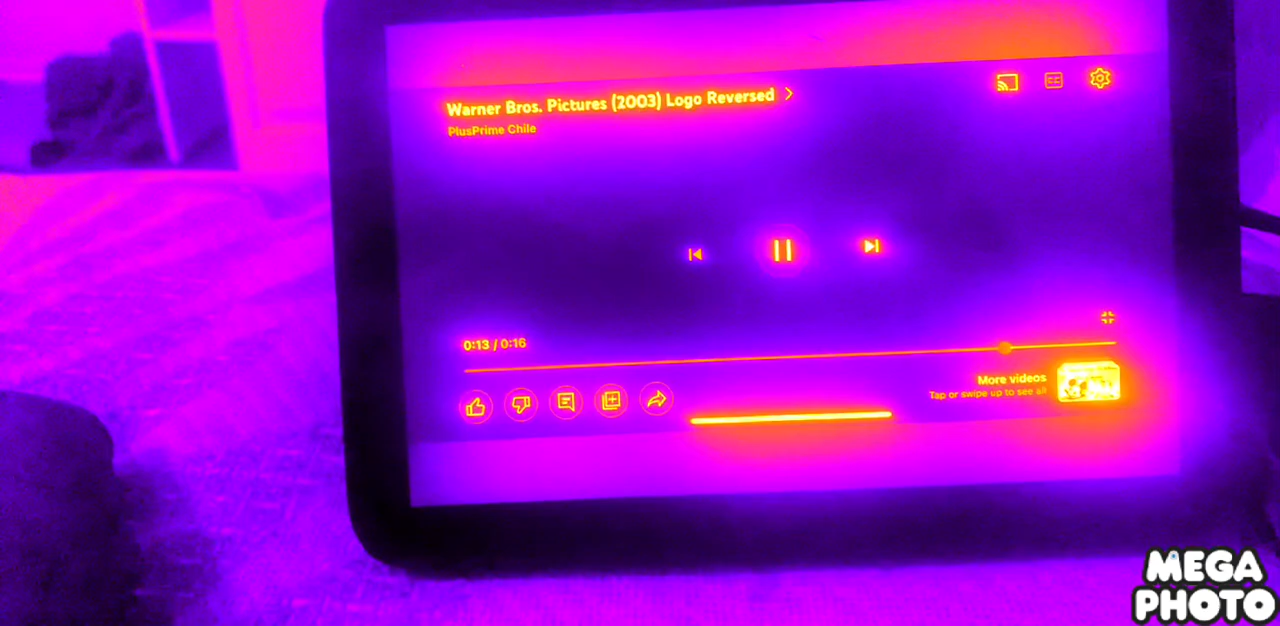 Warner Bros. Pictures (2003) Logo Reversed
PlusPrime Chile
CC
0:13 / 0:16
More videos
Tap or swipe up to see all
MEGA
PHOTO